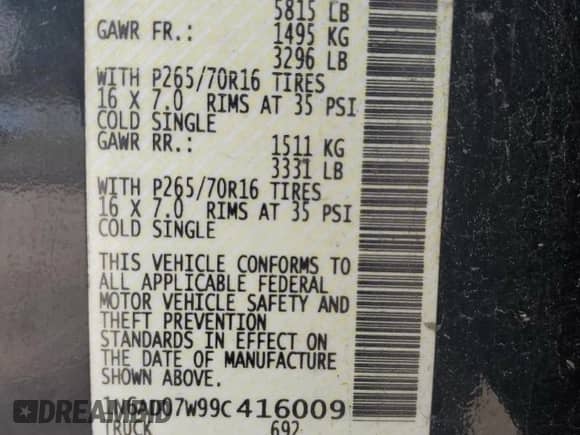 5815 LB
GAWR FR.: 1495 KG
3296 LB
WITH P265/70R16 TIRES
16 X 7.0 RIMS AT 35 PSI
COLD SINGLE
GAWR RR.: 1511 KG
3331 LB
WITH P265/70R16 TIRES
16 X 7.0 RIMS AT 35 PSI
COLD SINGLE
THIS VEHICLE CONFORMS TO
ALL APPLICABLE FEDERAL
MOTOR VEHICLE SAFETY AND
THEFT PREVENTION
STANDARDS IN EFFECT ON
THE DATE OF MANUFACTURE
SHOWN ABOVE.
1N6AD07W99C416009
TRUCK 692
DREAMBID